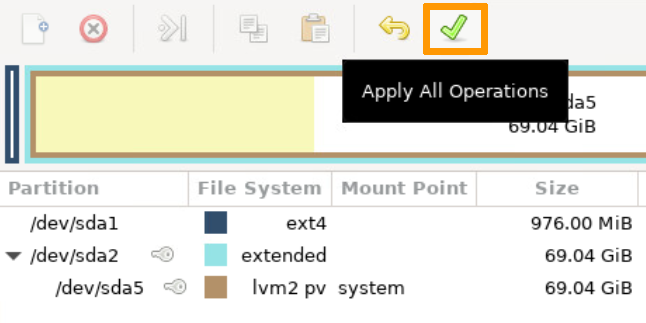 Apply All Operations
da5
69.04 GiB
Partition File System Mount Point Size
/dev/sda1 ext4 976.00 MiB
/dev/sda2 extended 69.04 GiB
/dev/sda5 lvm2 pv system 69.04 GiB